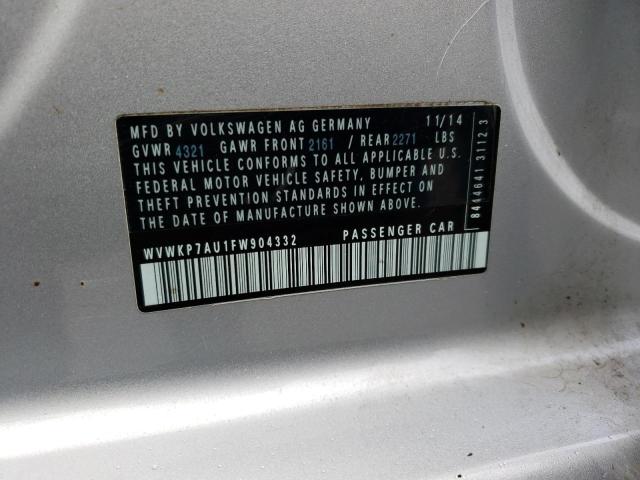 MFD BY VOLKSWAGEN AG GERMANY 11/14
GVWR 4321 GAWR FRONT 2161 / REAR 2271 LBS
THIS VEHICLE CONFORMS TO ALL APPLICABLE U.S.
FEDERAL MOTOR VEHICLE SAFETY, BUMPER AND
THEFT PREVENTION STANDARDS IN EFFECT ON
THE DATE OF MANUFACTURE SHOWN ABOVE.
WVWKP7AU1FW904332 PASSENGER CAR
8444641 3112.3